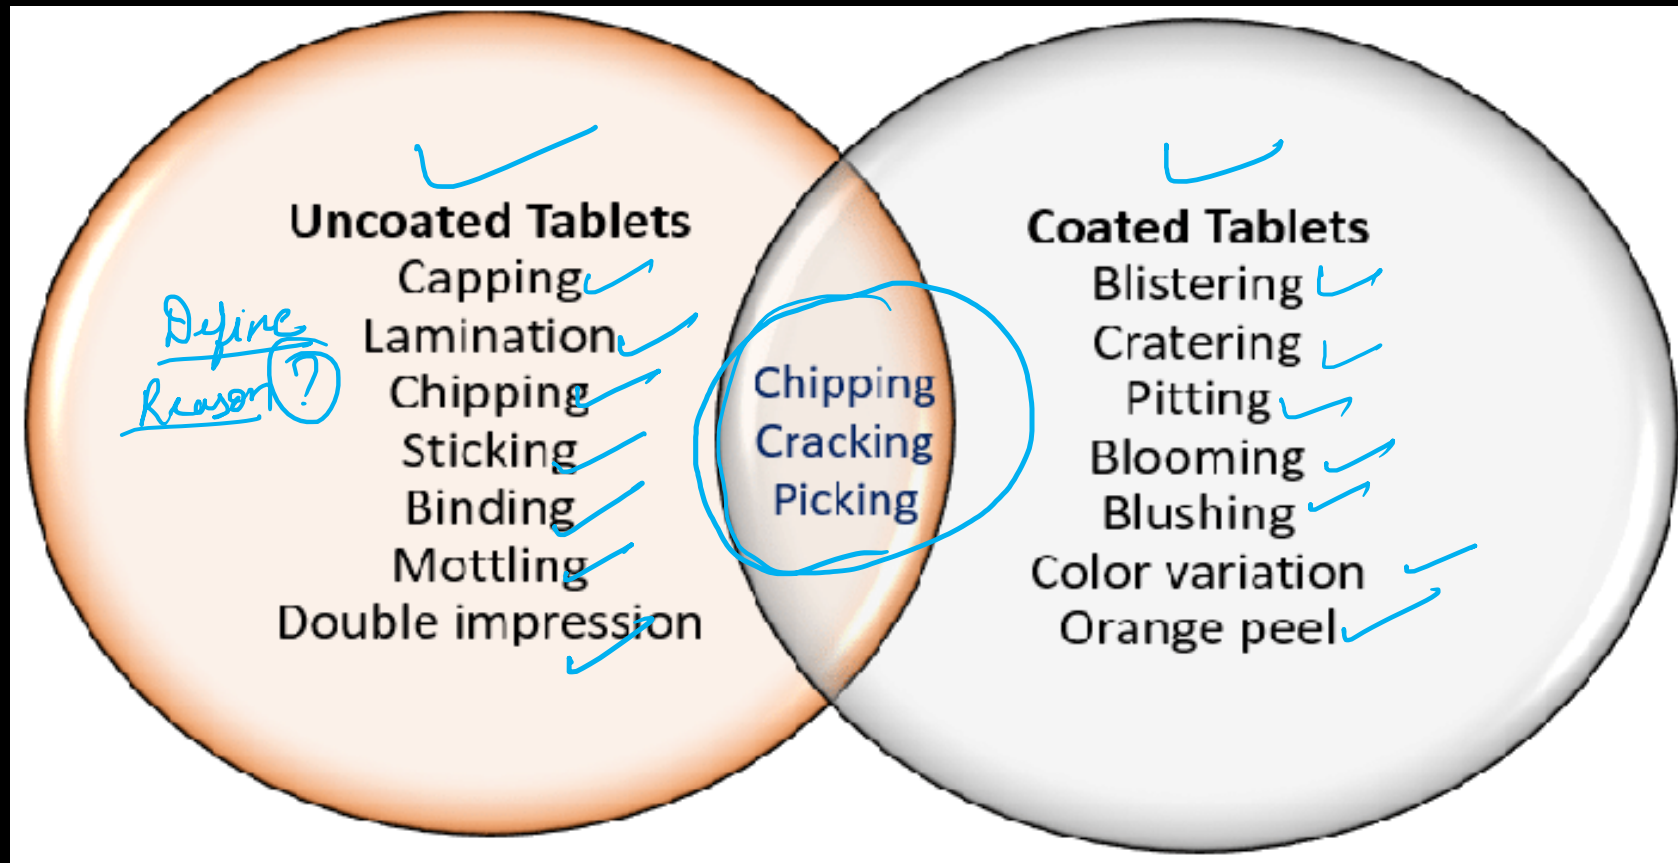 Uncoated Tablets
Capping
Lamination
Chipping
Sticking
Binding
Mottling
Double impression
Define
Reason ?
Chipping
Cracking
Picking
Coated Tablets
Blistering
Cratering
Pitting
Blooming
Blushing
Color variation
Orange peel